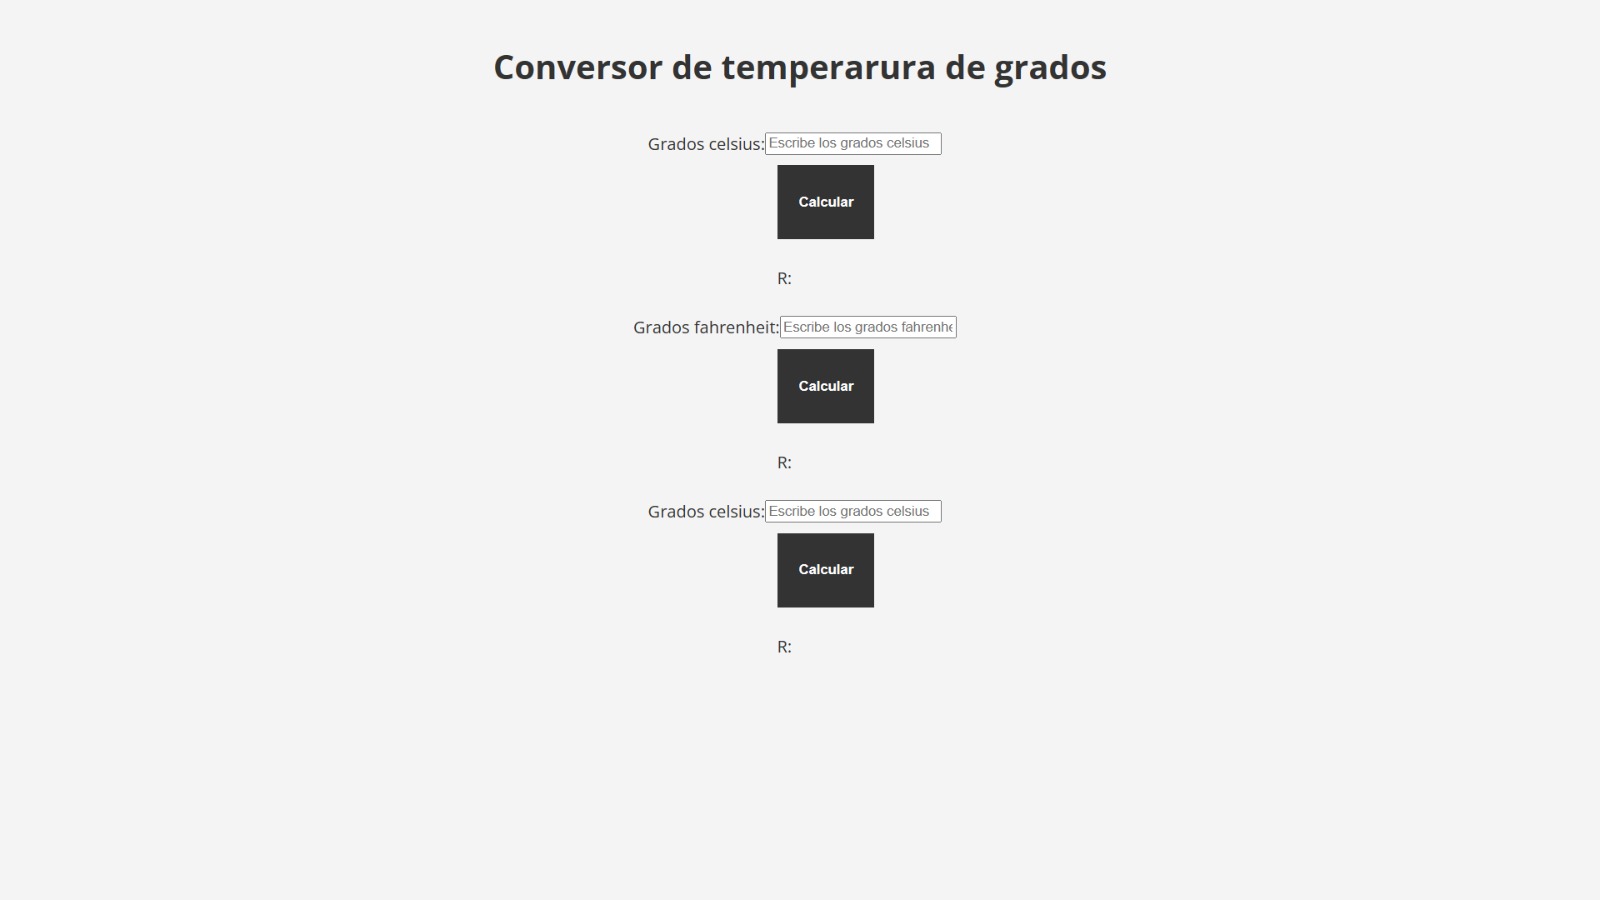 Conversor de temperarura de grados
Grados celsius: Escribe los grados celsius
Calcular
R:
Grados fahrenheit: Escribe los grados fahrenhe
Calcular
R:
Grados celsius: Escribe los grados celsius
Calcular
R: